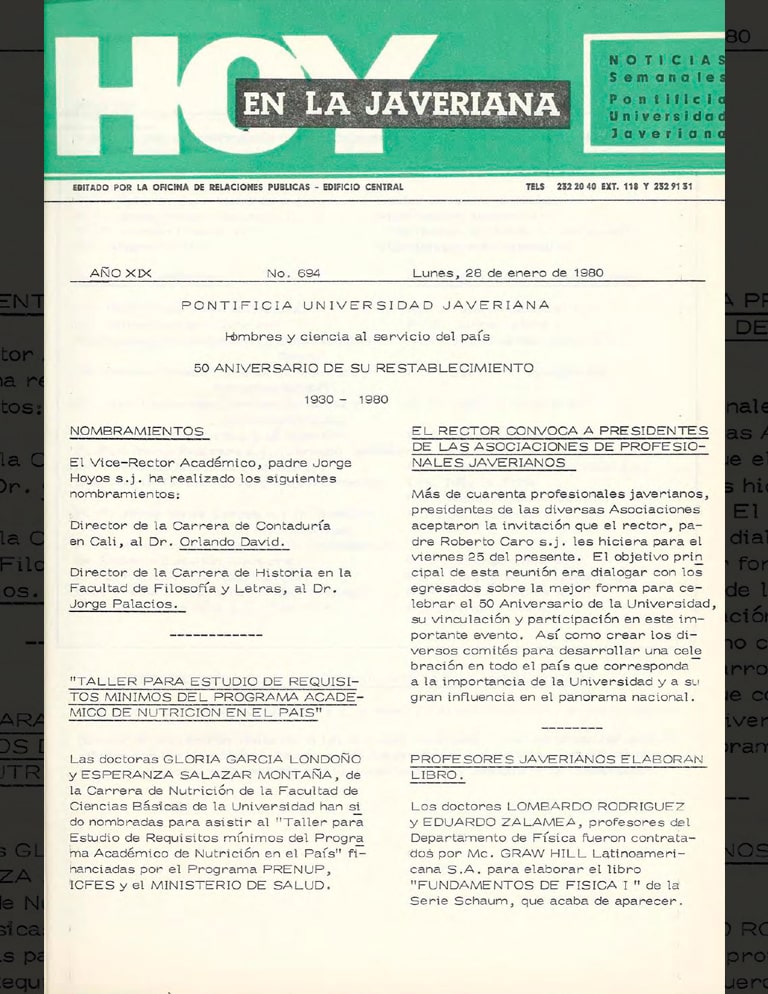 HOY
EN LA JAVERIANA
NOTICIAS
Semanales
Pontificia
Universidad
Javeriana
EDITADO POR LA OFICINA DE RELACIONES PUBLICAS - EDIFICIO CENTRAL
TELS 232 20 40 EXT. 118 Y 232 91 31
AÑO XIX No. 694 Lunes, 28 de enero de 1980
PONTIFICIA UNIVERSIDAD JAVERIANA
Hombres y ciencia al servicio del país
50 ANIVERSARIO DE SU RESTABLECIMIENTO
1930 - 1980
NOMBRAMIENTOS
El Vice-Rector Académico, padre Jorge
Hoyos s.j. ha realizado los siguientes
nombramientos:
Director de la Carrera de Contaduría
en Cali, al Dr. Orlando David.
Director de la Carrera de Historia en la
Facultad de Filosofía y Letras, al Dr.
Jorge Palacios.
------------
"TALLER PARA ESTUDIO DE REQUISI-
TOS MINIMOS DEL PROGRAMA ACADE-
MICO DE NUTRICION EN EL PAIS"
Las doctoras GLORIA GARCIA LONDOÑO
y ESPERANZA SALAZAR MONTAÑA, de
la Carrera de Nutrición de la Facultad de
Ciencias Básicas de la Universidad han si
do nombradas para asistir al "Taller para
Estudio de Requisitos mínimos del Progra
ma Académico de Nutrición en el País" fi-
nanciadas por el Programa PRENUP,
ICFES y el MINISTERIO DE SALUD.
EL RECTOR CONVOCA A PRESIDENTES
DE LAS ASOCIACIONES DE PROFESIO-
NALES JAVERIANOS
Más de cuarenta profesionales javerianos,
presidentes de las diversas Asociaciones
aceptaron la invitación que el rector, pa-
dre Roberto Caro s.j. les hiciera para el
viernes 25 del presente. El objetivo prin
cipal de esta reunión era dialogar con los
egresados sobre la mejor forma para ce-
lebrar el 50 Aniversario de la Universidad,
su vinculación y participación en este im-
portante evento. Así como crear los di-
versos comités para desarrollar una cele
bración en todo el país que corresponda
a la importancia de la Universidad y a su
gran influencia en el panorama nacional.
--------
PROFESORES JAVERIANOS ELABORAN
LIBRO.
Los doctores LOMBARDO RODRIGUEZ
y EDUARDO ZALAMEA, profesores del
Departamento de Física fueron contrata-
dos por Mc. GRAW HILL Latinoameri-
cana S.A. para elaborar el libro
"FUNDAMENTOS DE FISICA I " de la
Serie Schaum, que acaba de aparecer.